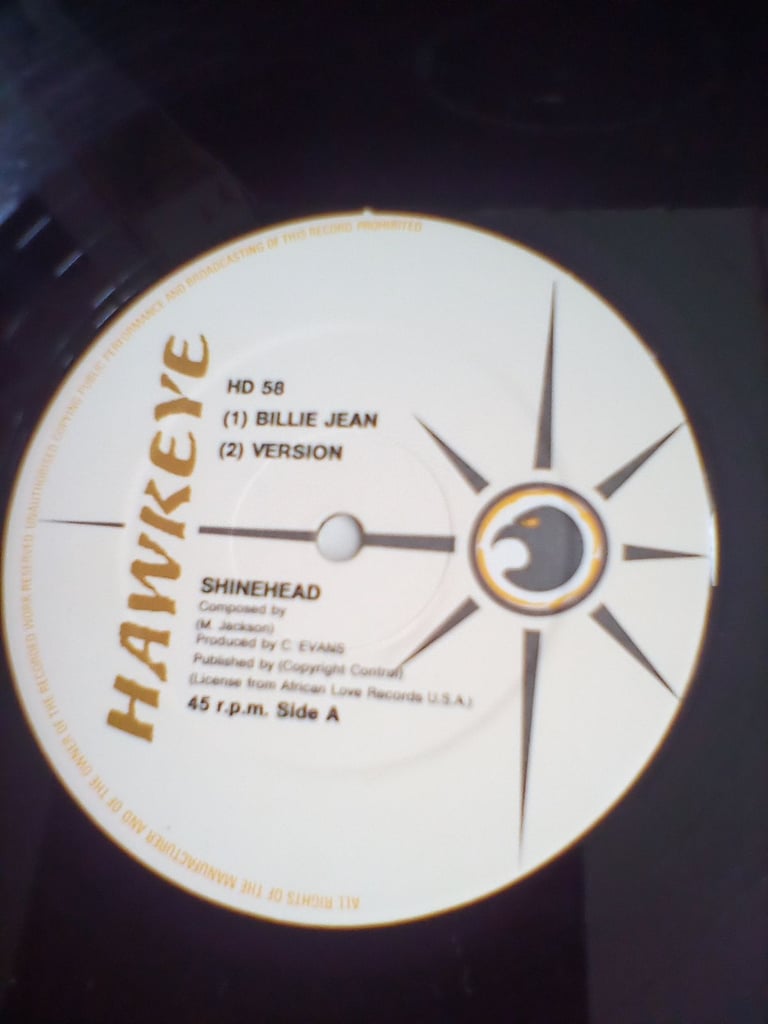 HAWKEYE
HD 58
(1) BILLIE JEAN
(2) VERSION
SHINEHEAD
Composed by
(M. Jackson)
Produced by C. EVANS
Published by (Copyright Control)
(License from African Love Records U.S.A.)
45 r.p.m. Side A
ALL RIGHTS OF THE MANUFACTURER AND OF THE OWNER OF THE RECORDED WORK RESERVED UNAUTHORISED COPYING PUBLIC PERFORMANCE AND BROADCASTING OF THIS RECORD PROHIBITED